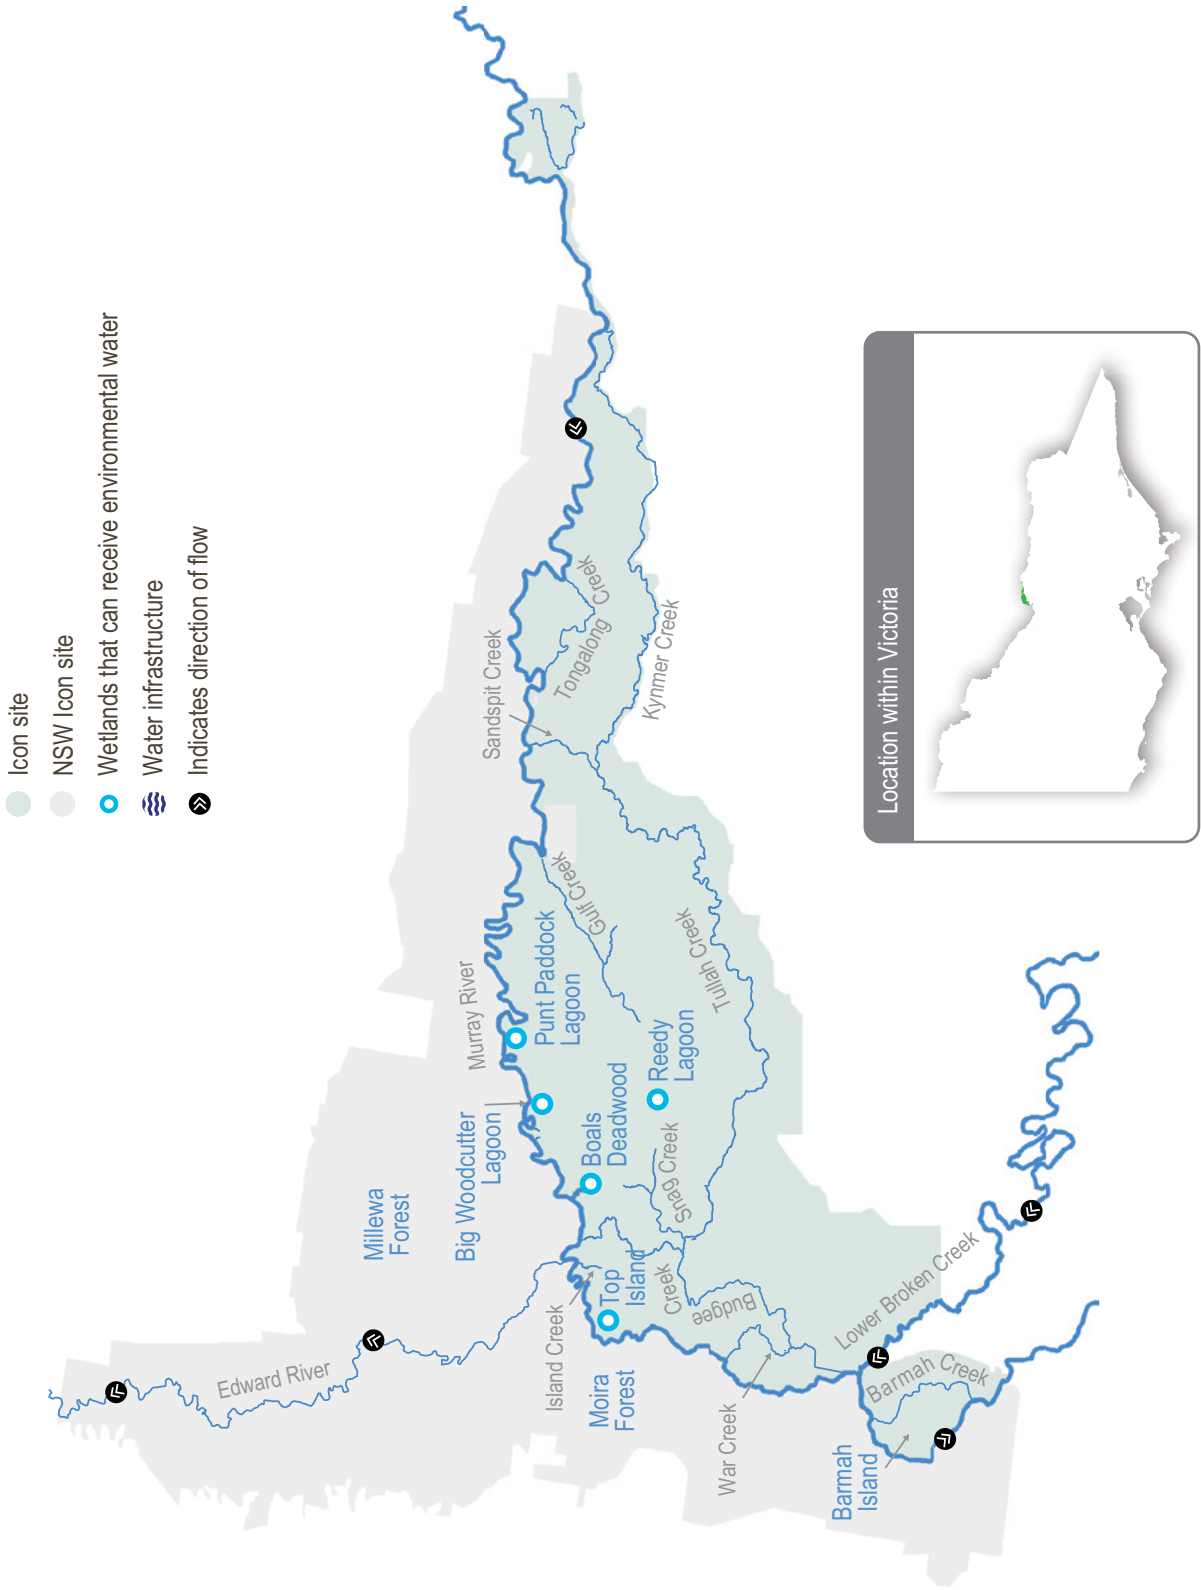 Icon site
NSW Icon site
Wetlands that can receive environmental water
Water infrastructure
Indicates direction of flow
Edward River
Millewa
Forest
Big Woodcutter
Lagoon
Murray River
Punt Paddock
Lagoon
Sandspit Creek
Tongalong
Creek
Kynmer Creek
Gulf Creek
Tullah Creek
Reedy
Lagoon
Boals
Deadwood
Snag Creek
Top
Island
Island Creek
Moira
Forest
Budgee
Creek
War Creek
Lower Broken Creek
Barmah Creek
Barmah
Island
Location within Victoria